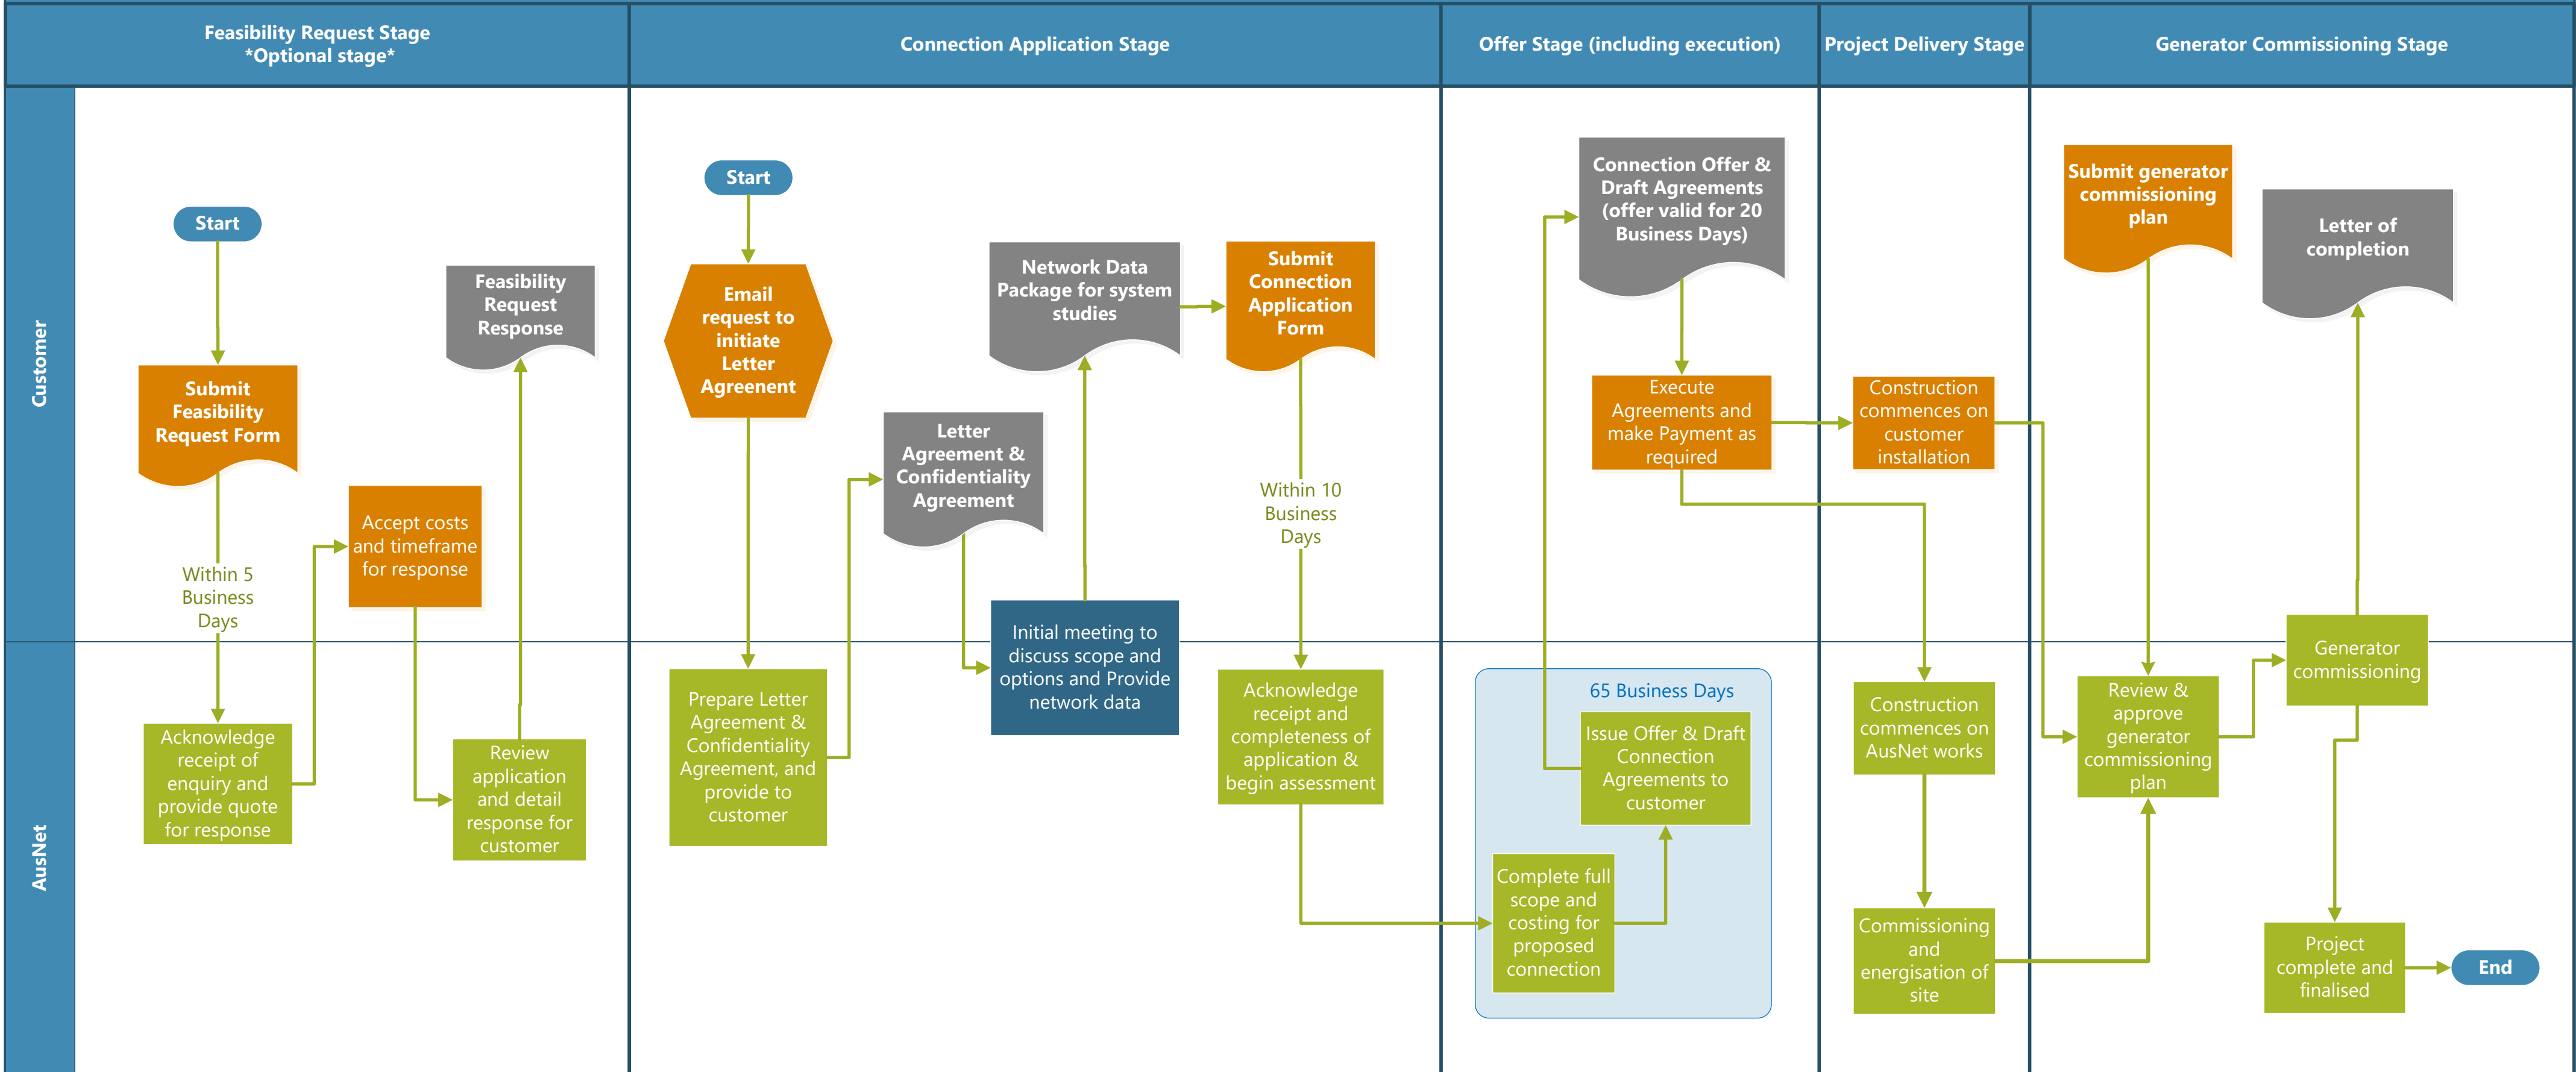 Feasibility Request Stage
*Optional stage*
Connection Application Stage
Offer Stage (including execution)
Project Delivery Stage
Generator Commissioning Stage
Customer
Start
Submit
Feasibility
Request Form
Within 5
Business
Days
Accept costs
and timeframe
for response
Feasibility
Request
Response
Start
Email
request to
initiate
Letter
Agreenent
Letter
Agreement &
Confidentiality
Agreement
Network Data
Package for system
studies
Submit
Connection
Application
Form
Within 10
Business
Days
Initial meeting to
discuss scope and
options and Provide
network data
Connection Offer &
Draft Agreements
(offer valid for 20
Business Days)
Execute
Agreements and
make Payment as
required
Construction
commences on
customer
installation
Submit generator
commissioning
plan
Letter of
completion
Generator
commissioning
AusNet
Acknowledge
receipt of
enquiry and
provide quote
for response
Review
application
and detail
response for
customer
Prepare Letter
Agreement &
Confidentiality
Agreement, and
provide to
customer
Acknowledge
receipt and
completeness of
application &
begin assessment
65 Business Days
Issue Offer & Draft
Connection
Agreements to
customer
Complete full
scope and
costing for
proposed
connection
Construction
commences on
AusNet works
Commissioning
and
energisation of
site
Review &
approve
generator
commissioning
plan
Project
complete and
finalised
End